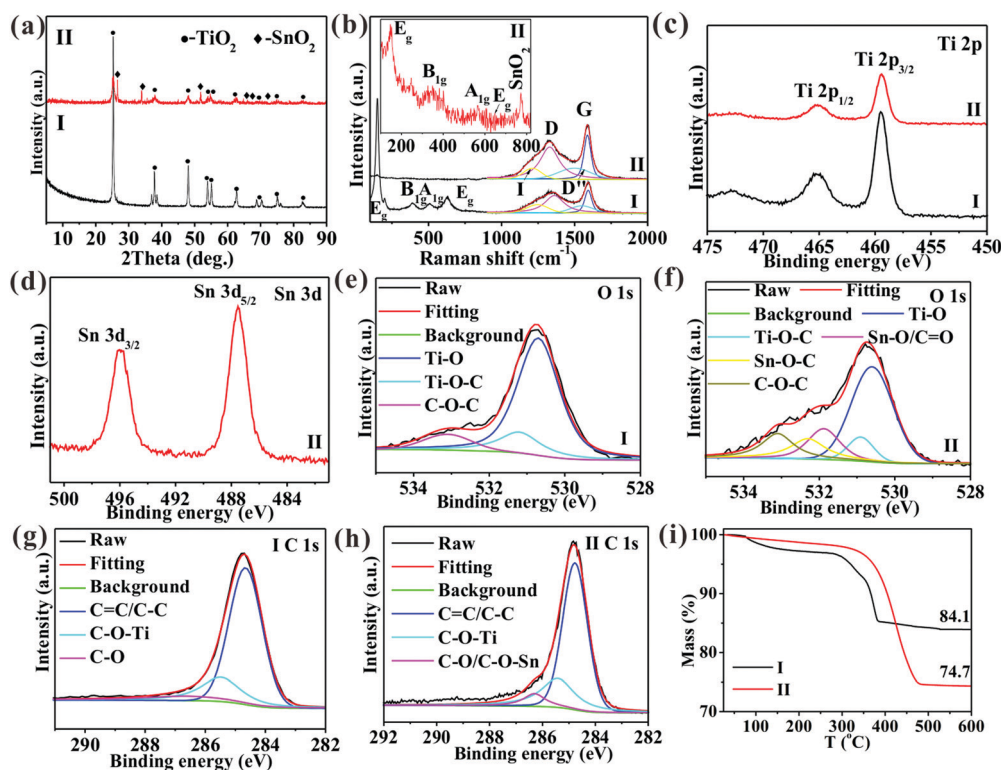 (a)
II
●-TiO2 ♦-SnO2
I
Intensity (a.u.)
10 20 30 40 50 60 70 80 90
2Theta (deg.)
(b)
Eg
II
B1g
A1g
Eg
SnO2
200 400 600 800
D
G
II
I
D"
I
Eg
B1g
A1g
Eg
Intensity (a.u.)
500 1000 1500 2000
Raman shift (cm-1)
(c)
Ti 2p
Ti 2p3/2
Ti 2p1/2
II
I
Intensity (a.u.)
475 470 465 460 455 450
Binding energy (eV)
(d)
Sn 3d5/2
Sn 3d
Sn 3d3/2
II
Intensity (a.u.)
500 496 492 488 484
Binding energy (eV)
(e)
O 1s
Raw
Fitting
Background
Ti-O
Ti-O-C
C-O-C
I
Intensity (a.u.)
534 532 530 528
Binding energy (eV)
(f)
Raw Fitting O 1s
Background Ti-O
Ti-O-C Sn-O/C=O
Sn-O-C
C-O-C
II
Intensity (a.u.)
534 532 530 528
Binding energy (eV)
(g)
I C 1s
Raw
Fitting
Background
C=C/C-C
C-O-Ti
C-O
Intensity (a.u.)
290 288 286 284 282
Binding energy (eV)
(h)
II C 1s
Raw
Fitting
Background
C=C/C-C
C-O-Ti
C-O/C-O-Sn
Intensity (a.u.)
292 290 288 286 284 282
Binding energy (eV)
(i)
100
90
80
70
Mass (%)
84.1
74.7
I
II
100 200 300 400 500 600
T (oC)